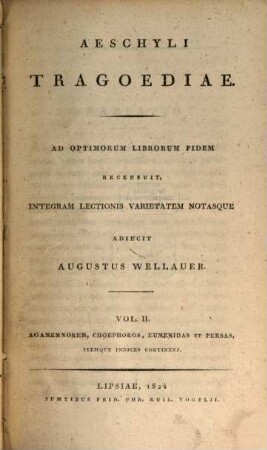 AESCHYLI
TRAGOEDIAE.
AD OPTIMORUM LIBRORUM FIDEM
RECENSUIT,
INTEGRAM LECTIONIS VARIETATEM NOTASQUE
ADIECIT
AUGUSTUS WELLAUER.
VOL. II.
AGAMEMNONEM, CHOEPHOROS, EUMENIDAS ET PERSAS,
ITEMQUE INDICES CONTINENS.
LIPSIAE, 1824
SUMTIBUS FRID. CHR. GUIL. VOGELII.